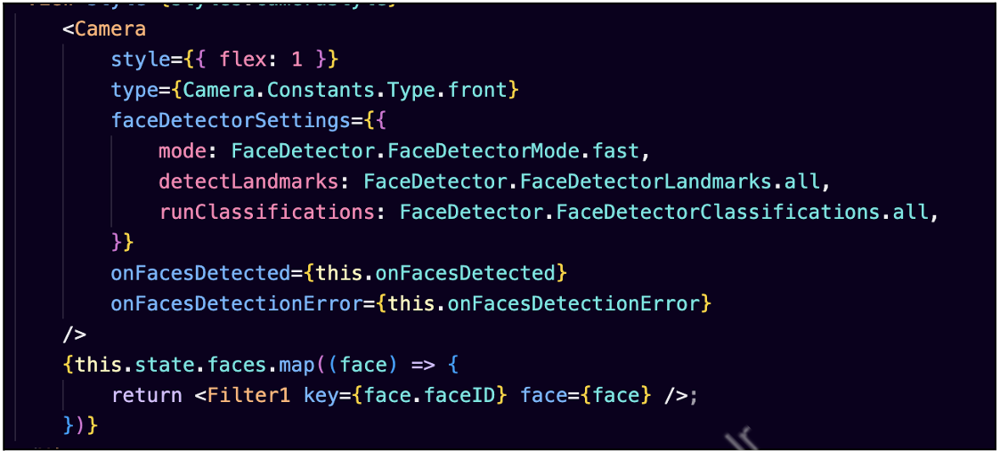 <Camera
style={{ flex: 1 }}
type={Camera.Constants.Type.front}
faceDetectorSettings={{
mode: FaceDetector.FaceDetectorMode.fast,
detectLandmarks: FaceDetector.FaceDetectorLandmarks.all,
runClassifications: FaceDetector.FaceDetectorClassifications.all,
}}
onFacesDetected={this.onFacesDetected}
onFacesDetectionError={this.onFacesDetectionError}
/>
{this.state.faces.map((face) => {
return <Filter1 key={face.faceID} face={face} />;
})}